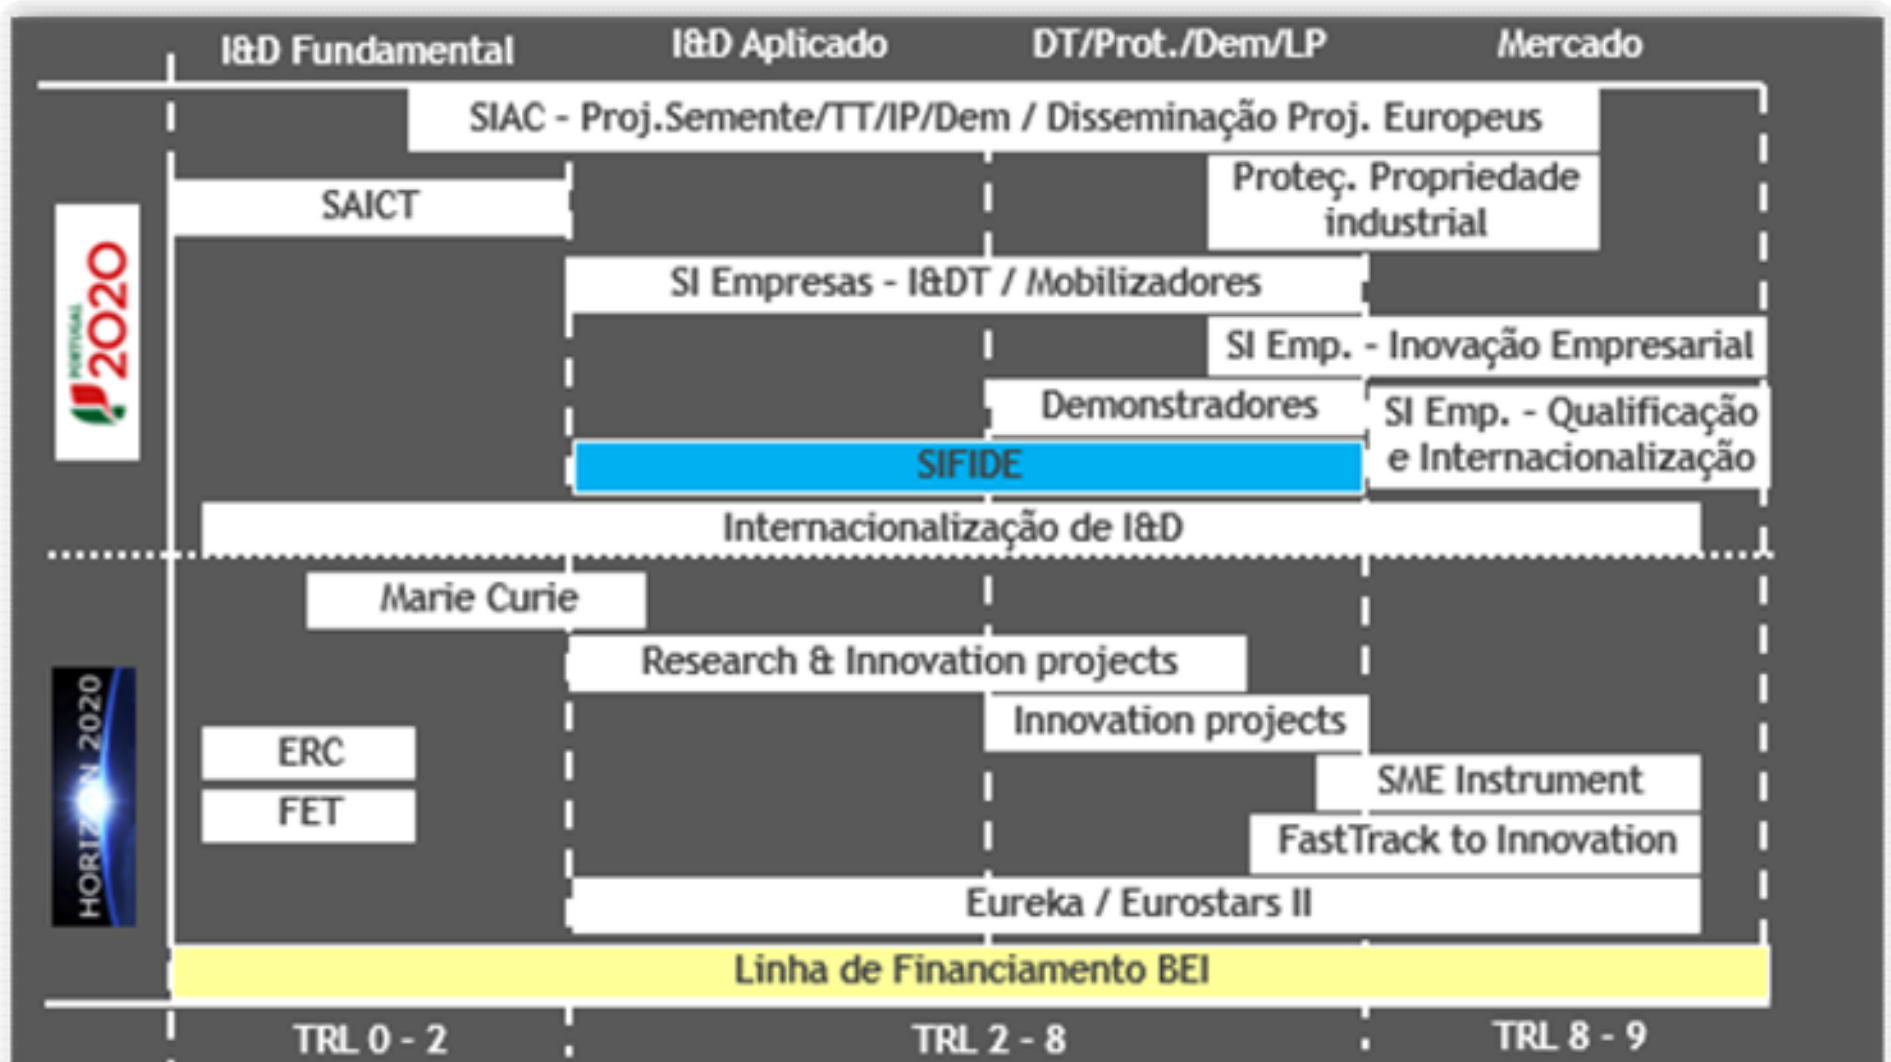 I&D Fundamental
I&D Aplicado
DT/Prot./Dem/LP
Mercado
SIAC - Proj.Semente/TT/IP/Dem / Disseminação Proj. Europeus
Proteç. Propriedade
industrial
SAICT
SI Empresas - I&DT / Mobilizadores
SI Emp. - Inovação Empresarial
Demonstradores
SI Emp. - Qualificação
e Internacionalização
SIFIDE
Internacionalização de I&D
PORTUGAL
2020
Marie Curie
Research & Innovation projects
Innovation projects
ERC
SME Instrument
FET
FastTrack to Innovation
Eureka / Eurostars II
HORIZON 2020
Linha de Financiamento BEI
TRL 0 - 2
TRL 2 - 8
TRL 8 - 9